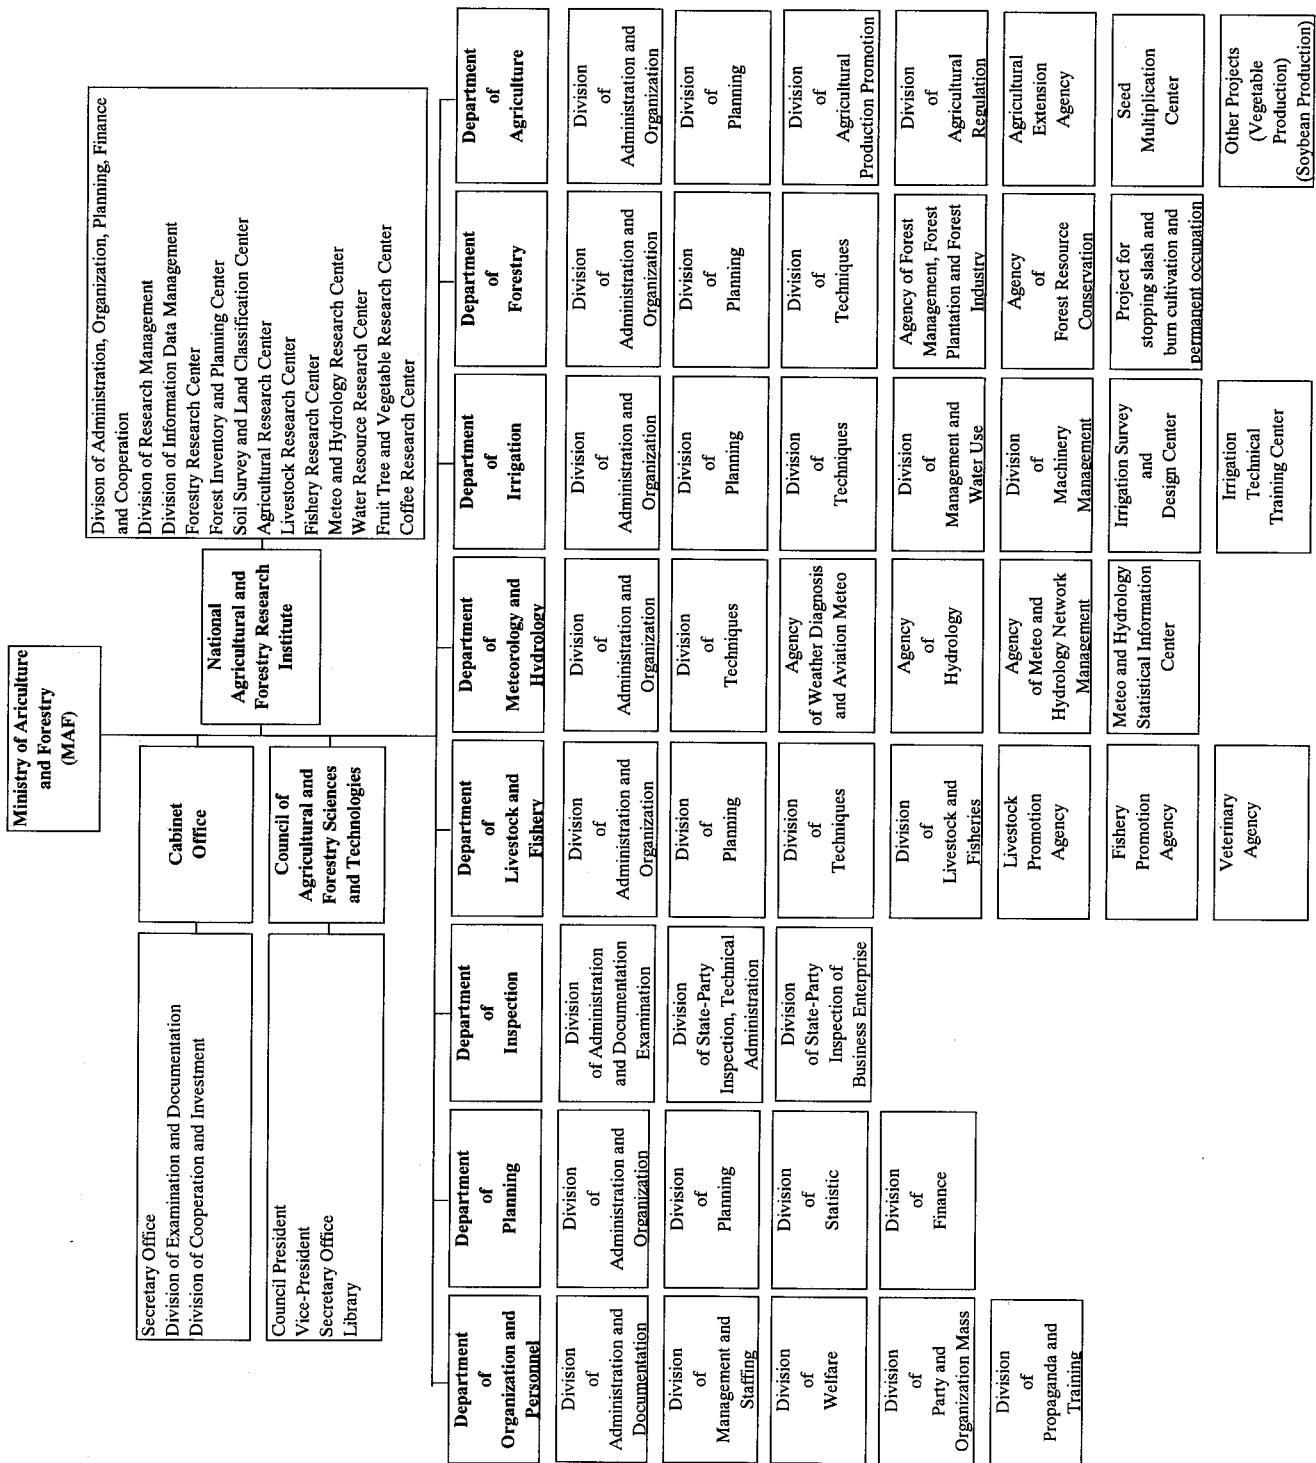 Ministry of Ariculture
and Forestry
(MAF)
Cabinet
Office
Secretary Office
Division of Examination and Documentation
Division of Cooperation and Investment
Council of
Agricultural and
Forestry Sciences
and Technologies
Council President
Vice-President
Secretary Office
Library
National
Agricultural and
Forestry Research
Institute
Divison of Administration, Organization, Planning, Finance
and Cooperation
Division of Research Management
Division of Information Data Management
Forestry Research Center
Forest Inventory and Planning Center
Soil Survey and Land Classification Center
Agricultural Research Center
Livestock Research Center
Fishery Research Center
Meteo and Hydrology Research Center
Water Resource Research Center
Fruit Tree and Vegetable Research Center
Coffee Research Center
Department
of
Organization and
Personnel
Division
of
Administration and
Documentation
Division
of
Management and
Staffing
Division
of
Welfare
Division
of
Party and
Organization Mass
Division
of
Propaganda and
Training
Department
of
Planning
Division
of
Administration and
Organization
Division
of
Planning
Division
of
Statistic
Division
of
Finance
Department
of
Inspection
Division
of Administration
and Documentation
Examination
Division
of State-Party
Inspection, Technical
Administration
Division
of State-Party
Inspection of
Business Enterprise
Department
of
Livestock and
Fishery
Division
of
Administration and
Organization
Division
of
Planning
Division
of
Techniques
Division
of
Livestock and
Fisheries
Livestock
Promotion
Agency
Fishery
Promotion
Agency
Veterinary
Agency
Department
of
Meteorology and
Hydrology
Division
of
Administration and
Organization
Division
of
Techniques
Agency
of Weather Diagnosis
and Aviation Meteo
Agency
of
Hydrology
Agency
of Meteo and
Hydrology Network
Management
Meteo and Hydrology
Statistical Information
Center
Department
of
Irrigation
Division
of
Administration and
Organization
Division
of
Planning
Division
of
Techniques
Division
of
Management and
Water Use
Division
of
Machinery
Management
Irrigation Survey
and
Design Center
Irrigation
Technical
Training Center
Department
of
Forestry
Division
of
Administration and
Organization
Division
of
Planning
Division
of
Techniques
Agency of Forest
Management, Forest
Plantation and Forest
Industry
Agency
of
Forest Resource
Conservation
Project for
stopping slash and
burn cultivation and
permanent occupation
Department
of
Agriculture
Division
of
Administration and
Organization
Division
of
Planning
Division
of
Agricultural
Production Promotion
Division
of
Agricultural
Regulation
Agricultural
Extension
Agency
Seed
Multiplication
Center
Other Projects
(Vegetable
Production)
(Soybean Production)